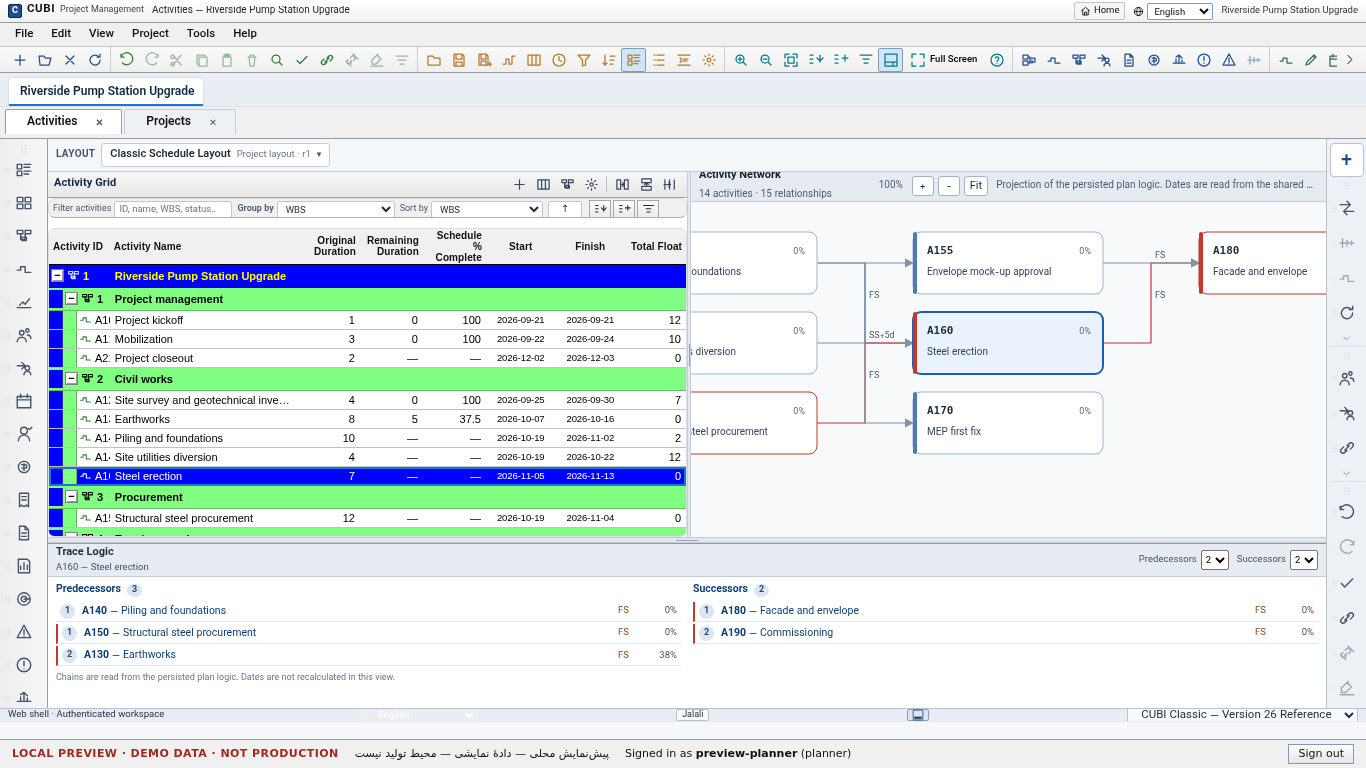 C CUBI Project Management Activities — Riverside Pump Station Upgrade Home English Riverside Pump Station Upgrade
File Edit View Project Tools Help
Full Screen
Riverside Pump Station Upgrade
Activities × Projects ×
LAYOUT Classic Schedule Layout Project layout · r1 ▾
Activity Grid
Filter activities ID, name, WBS, status.. Group by WBS Sort by WBS ↑
Activity ID Activity Name Original Duration Remaining Duration Schedule % Complete Start Finish Total Float
− 1 Riverside Pump Station Upgrade
− 1 Project management
A10 Project kickoff 1 0 100 2026-09-21 2026-09-21 12
A1 Mobilization 3 0 100 2026-09-22 2026-09-24 10
A2 Project closeout 2 — — 2026-12-02 2026-12-03 0
− 2 Civil works
A1 Site survey and geotechnical inve… 4 0 100 2026-09-25 2026-09-30 7
A1 Earthworks 8 5 37.5 2026-10-07 2026-10-16 0
A1 Piling and foundations 10 — — 2026-10-19 2026-11-02 2
A1 Site utilities diversion 4 — — 2026-10-19 2026-10-22 12
A1 Steel erection 7 — — 2026-11-05 2026-11-13 0
− 3 Procurement
A1 Structural steel procurement 12 — — 2026-10-19 2026-11-04 0
Activity Network
14 activities · 15 relationships 100% + - Fit Projection of the persisted plan logic. Dates are read from the shared …
0% A155 0% FS A180
oundations Envelope mock-up approval Facade and envelope
FS FS
0% SS+5d A160 0%
s diversion Steel erection
FS
0% A170 0%
steel procurement MEP first fix
Trace Logic
A160 — Steel erection
Predecessors 2 Successors 2
Predecessors 3
1 A140 — Piling and foundations FS 0%
1 A150 — Structural steel procurement FS 0%
2 A130 — Earthworks FS 38%
Chains are read from the persisted plan logic. Dates are not recalculated in this view.
Successors 2
1 A180 — Facade and envelope FS 0%
2 A190 — Commissioning FS 0%
Web shell · Authenticated workspace English Jalali CUBI Classic — Version 26 Reference
LOCAL PREVIEW · DEMO DATA · NOT PRODUCTION پیش‌نمایش محلی — دادهٔ نمایشی — محیط تولید نیست Signed in as preview-planner (planner) Sign out